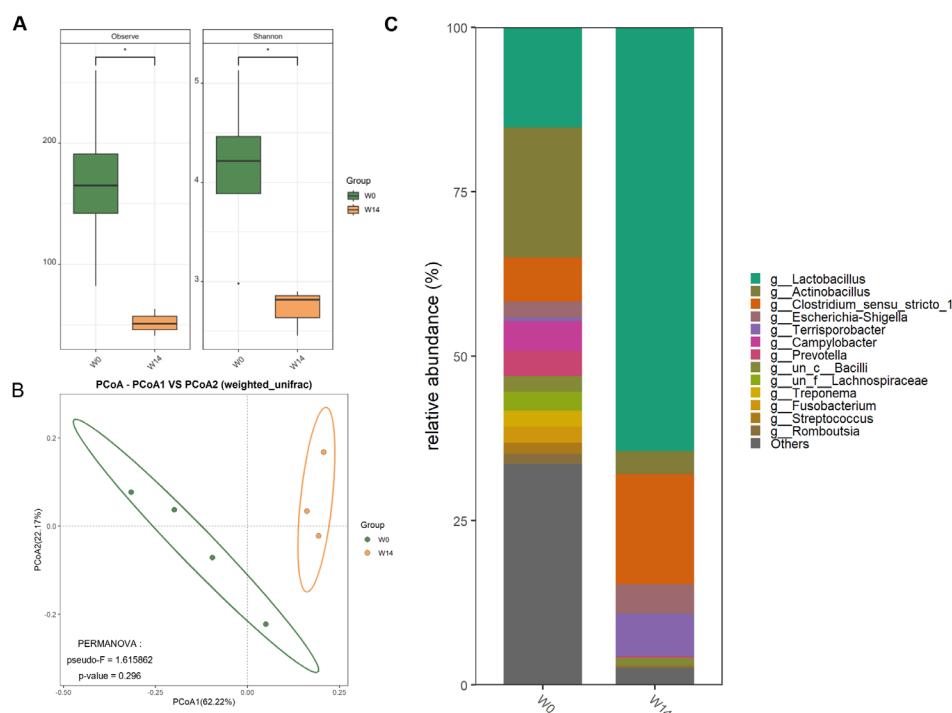 A
Observe
Shannon
*
*
200
100
5
4
3
W0
W14
W0
W14
Group
W0
W14
B
PCoA - PCoA1 VS PCoA2 (weighted_unifrac)
PCoA2(22.17%)
0.2
0.0
-0.2
PERMANOVA :
pseudo-F = 1.615862
p-value = 0.296
-0.50
-0.25
0.00
0.25
PCoA1(62.22%)
Group
W0
W14
C
relative abundance (%)
100
75
50
25
0
W0
W14
g__Lactobacillus
g__Actinobacillus
g__Clostridium_sensu_stricto_1
g__Escherichia-Shigella
g__Terrisporobacter
g__Campylobacter
g__Prevotella
g__un_c__Bacilli
g__un_f__Lachnospiraceae
g__Treponema
g__Fusobacterium
g__Streptococcus
g__Romboutsia
Others